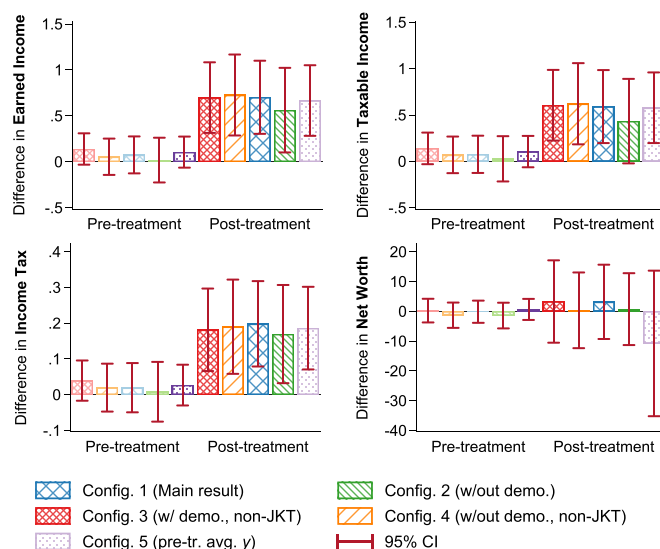 Difference in Earned Income
1.5
1
.5
0
-.5
Pre-treatment Post-treatment
Difference in Taxable Income
1.5
1
.5
0
-.5
Pre-treatment Post-treatment
Difference in Income Tax
.4
.3
.2
.1
0
-.1
Pre-treatment Post-treatment
Difference in Net Worth
20
10
0
-10
-20
-30
-40
Pre-treatment Post-treatment
Config. 1 (Main result)
Config. 2 (w/out demo.)
Config. 3 (w/ demo., non-JKT)
Config. 4 (w/out demo., non-JKT)
Config. 5 (pre-tr. avg. y)
95% CI